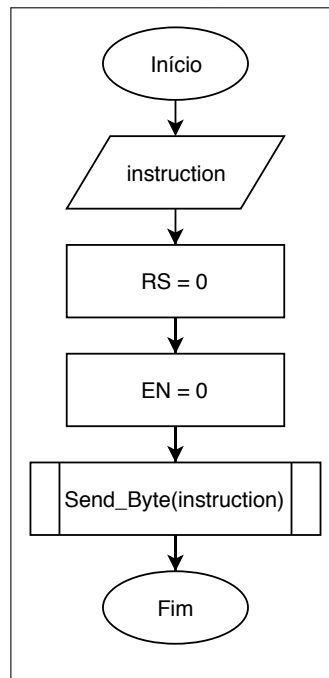 Início
instruction
RS = 0
EN = 0
Send_Byte(instruction)
Fim